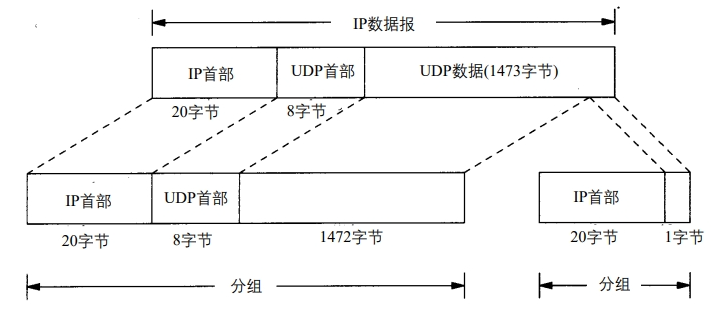 IP数据报
IP首部
UDP首部
UDP数据(1473字节)
20字节
8字节
IP首部
UDP首部
IP首部
20字节
8字节
1472字节
20字节
1字节
分组
分组